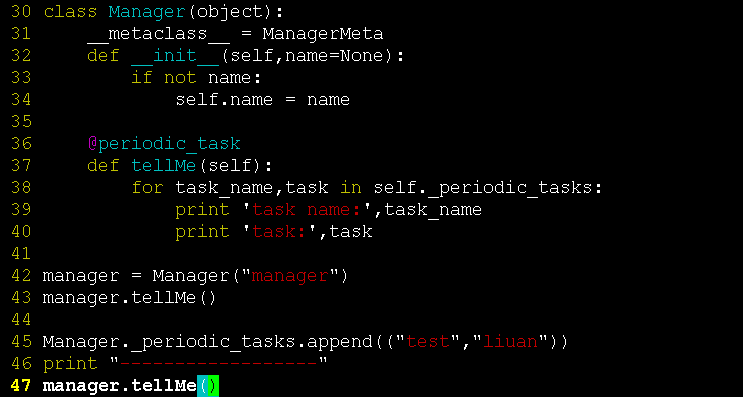 30 class Manager(object):
31     __metaclass__ = ManagerMeta
32     def __init__(self,name=None):
33         if not name:
34             self.name = name
35
36     @periodic_task
37     def tellMe(self):
38         for task_name,task in self._periodic_tasks:
39             print 'task name:',task_name
40             print 'task:',task
41
42 manager = Manager("manager")
43 manager.tellMe()
44
45 Manager._periodic_tasks.append(("test","liuan"))
46 print "------------------"
47 manager.tellMe()